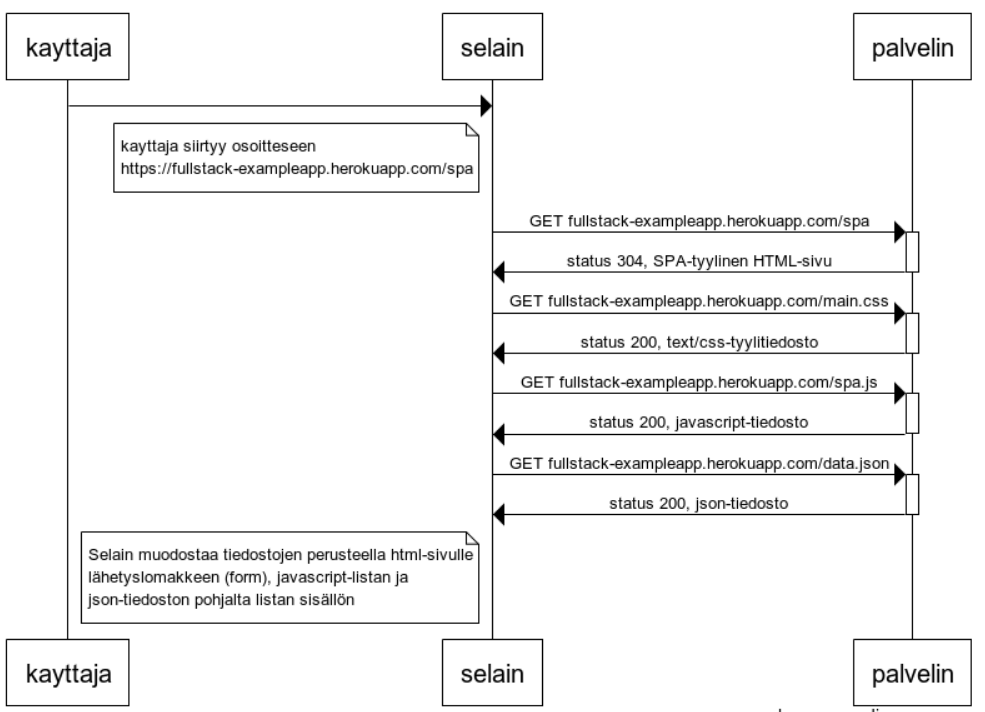 kayttaja
selain
palvelin
kayttaja siirtyy osoitteseen
https://fullstack-exampleapp.herokuapp.com/spa
GET fullstack-exampleapp.herokuapp.com/spa
status 304, SPA-tyylinen HTML-sivu
GET fullstack-exampleapp.herokuapp.com/main.css
status 200, text/css-tyylitiedosto
GET fullstack-exampleapp.herokuapp.com/spa.js
status 200, javascript-tiedosto
GET fullstack-exampleapp.herokuapp.com/data.json
status 200, json-tiedosto
Selain muodostaa tiedostojen perusteella html-sivulle
lähetyslomakkeen (form), javascript-listan ja
json-tiedoston pohjalta listan sisällön
kayttaja
selain
palvelin